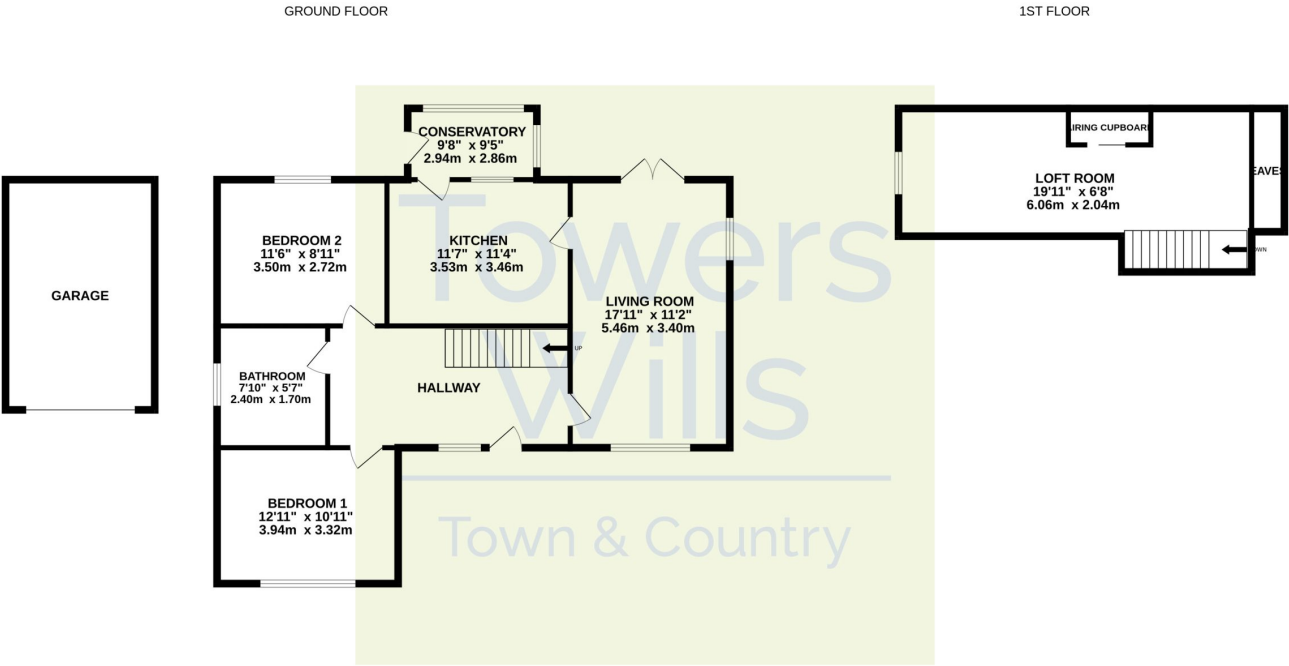 GROUND FLOOR
1ST FLOOR
CONSERVATORY
9'8" x 9'5"
2.94m x 2.86m
AIRING CUPBOARD
LOFT ROOM
19'11" x 6'8"
6.06m x 2.04m
EAVES
DOWN
Towers
Wills
Town & Country
BEDROOM 2
11'6" x 8'11"
3.50m x 2.72m
KITCHEN
11'7" x 11'4"
3.53m x 3.46m
GARAGE
LIVING ROOM
17'11" x 11'2"
5.46m x 3.40m
UP
BATHROOM
7'10" x 5'7"
2.40m x 1.70m
HALLWAY
BEDROOM 1
12'11" x 10'11"
3.94m x 3.32m